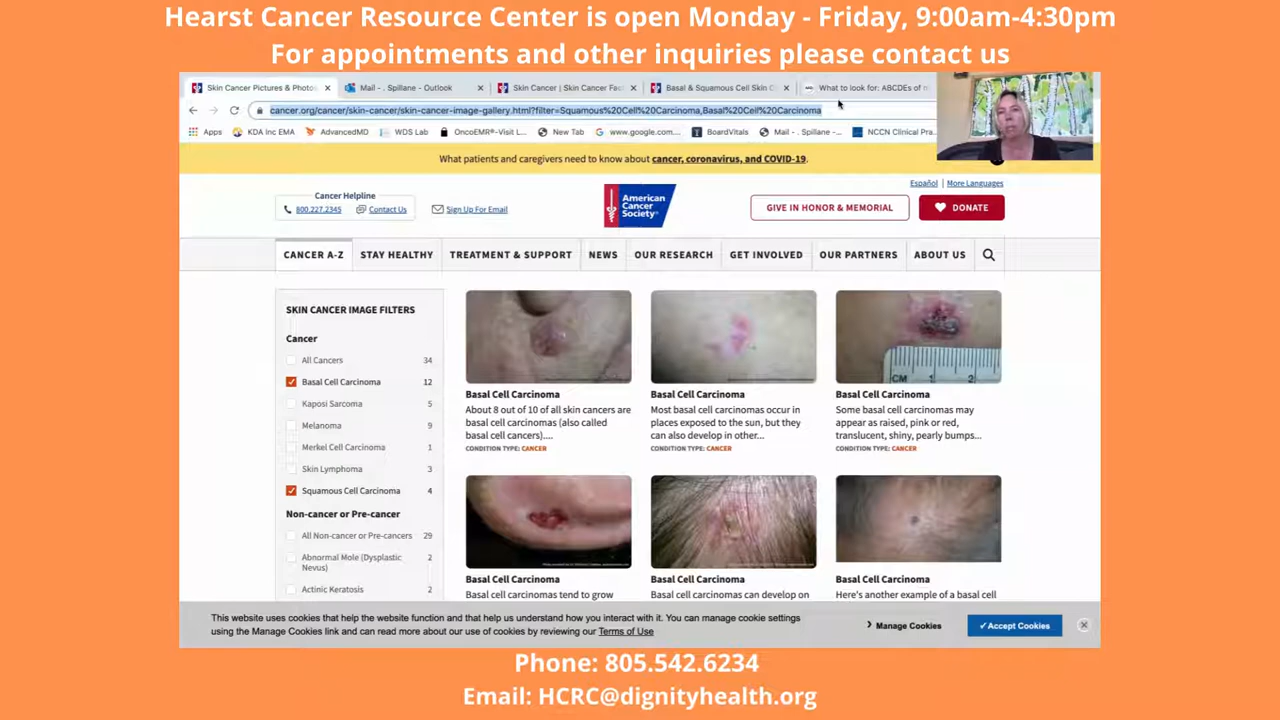 Hearst Cancer Resource Center is open Monday - Friday, 9:00am-4:30pm
For appointments and other inquiries please contact us
Skin Cancer Pictures & Photos
Mail - . Spillane - Outlook
Skin Cancer | Skin Cancer Fac
Basal & Squamous Cell Skin C
What to look for: ABCDEs of m
cancer.org/cancer/skin-cancer/skin-cancer-image-gallery.html?filter=Squamous%20Cell%20Carcinoma,Basal%20Cell%20Carcinoma
Apps
KDA Inc EMA
AdvancedMD
WDS Lab
OncoEMR®-Visit L...
New Tab
www.google.com...
BoardVitals
Mail - . Spillane -...
NCCN Clinical Pra...
What patients and caregivers need to know about cancer, coronavirus, and COVID-19.
Español | More Languages
Cancer Helpline
800.227.2345
Contact Us
Sign Up For Email
American
Cancer
Society®
GIVE IN HONOR & MEMORIAL
DONATE
CANCER A-Z
STAY HEALTHY
TREATMENT & SUPPORT
NEWS
OUR RESEARCH
GET INVOLVED
OUR PARTNERS
ABOUT US
SKIN CANCER IMAGE FILTERS
Cancer
All Cancers 34
Basal Cell Carcinoma 12
Kaposi Sarcoma 5
Melanoma 9
Merkel Cell Carcinoma 1
Skin Lymphoma 3
Squamous Cell Carcinoma 4
Non-cancer or Pre-cancer
All Non-cancer or Pre-cancers 29
Abnormal Mole (Dysplastic 2
Nevus)
Actinic Keratosis 2
Basal Cell Carcinoma
About 8 out of 10 of all skin cancers are
basal cell carcinomas (also called
basal cell cancers)....
CONDITION TYPE: CANCER
Basal Cell Carcinoma
Most basal cell carcinomas occur in
places exposed to the sun, but they
can also develop in other...
CONDITION TYPE: CANCER
CM 1 2
Basal Cell Carcinoma
Some basal cell carcinomas may
appear as raised, pink or red,
translucent, shiny, pearly bumps...
CONDITION TYPE: CANCER
Basal Cell Carcinoma
Basal cell carcinomas tend to grow
Basal Cell Carcinoma
Basal cell carcinomas can develop on
Basal Cell Carcinoma
Here's another example of a basal cell
This website uses cookies that help the website function and that help us understand how you interact with it. You can manage cookie settings
using the Manage Cookies link and can read more about our use of cookies by reviewing our Terms of Use
Manage Cookies
✓Accept Cookies
Phone: 805.542.6234
Email: HCRC@dignityhealth.org